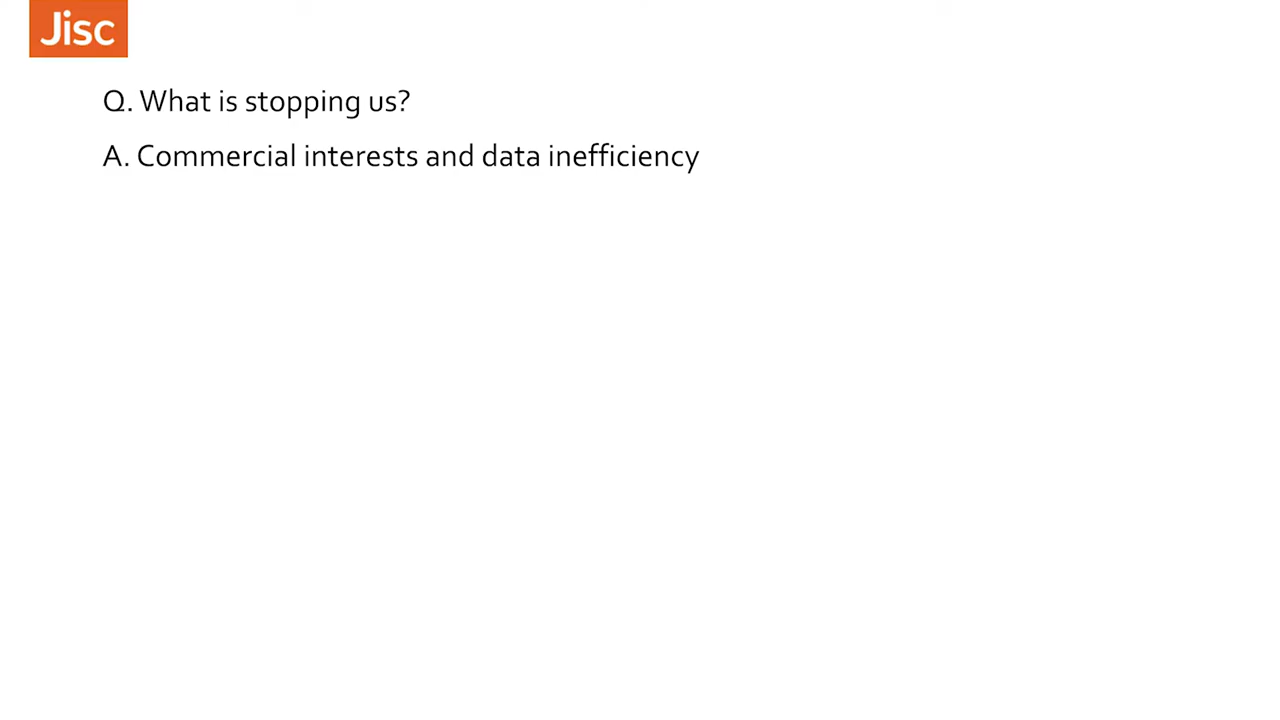 Jisc
Q. What is stopping us?
A. Commercial interests and data inefficiency